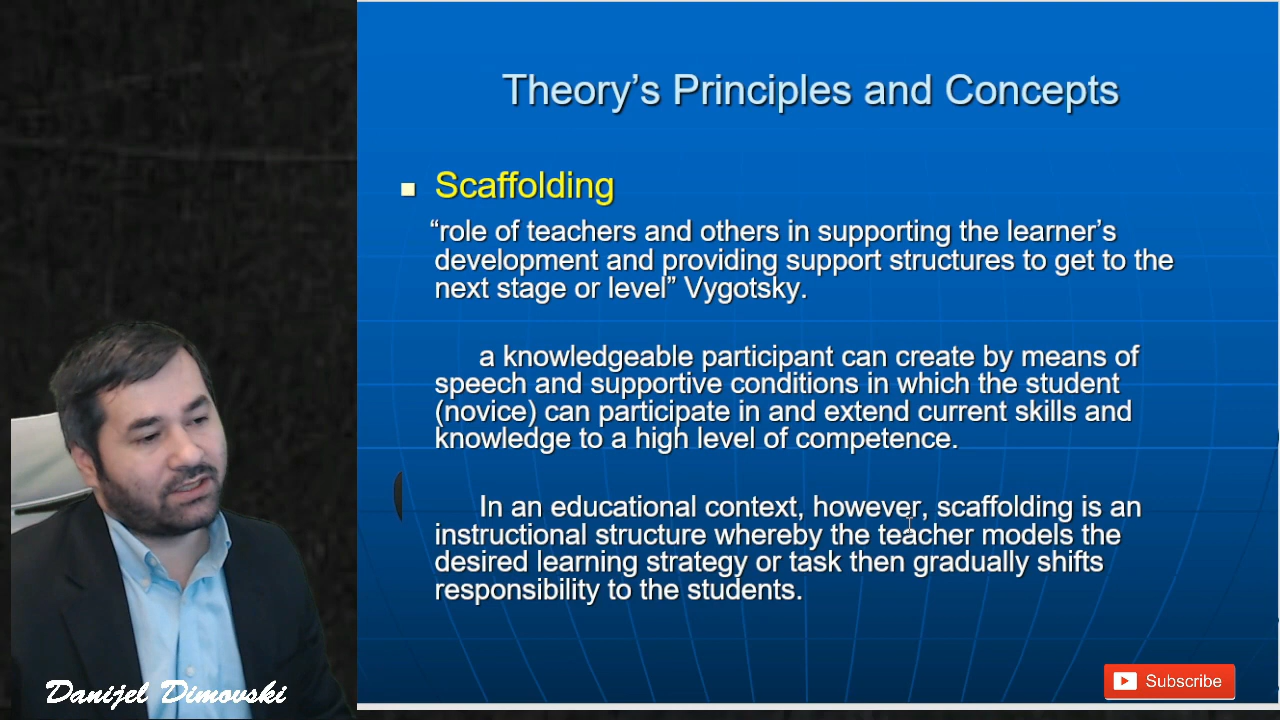 Theory’s Principles and Concepts
Scaffolding
“role of teachers and others in supporting the learner’s
development and providing support structures to get to the
next stage or level” Vygotsky.
a knowledgeable participant can create by means of
speech and supportive conditions in which the student
(novice) can participate in and extend current skills and
knowledge to a high level of competence.
In an educational context, however, scaffolding is an
instructional structure whereby the teacher models the
desired learning strategy or task then gradually shifts
responsibility to the students.
Danijel Dimovski
Subscribe